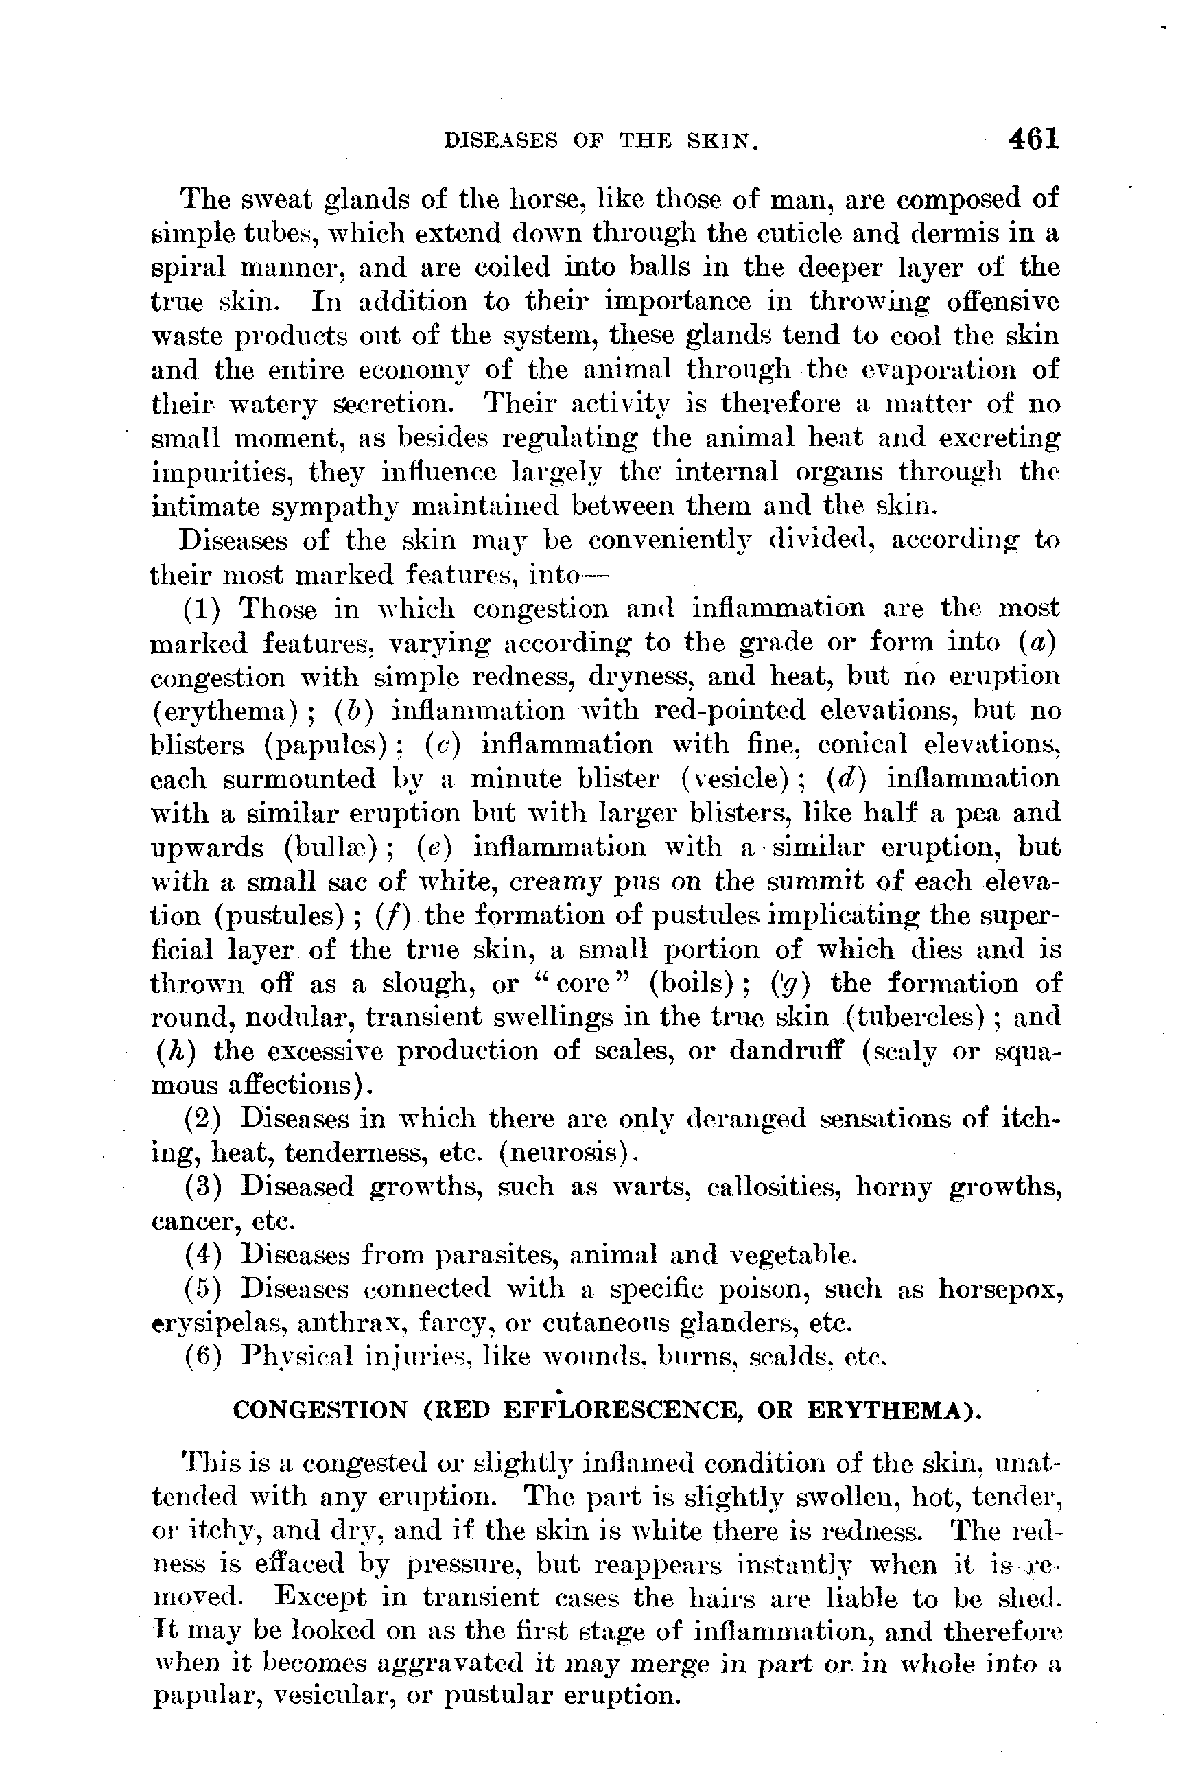 DISEASES OF THE SKIN. 461
The sweat glands of the horse, like those of man, are composed of
simple tubes, which extend down through the cuticle and dermis in a
spiral manner, and are coiled into balls in the deeper layer of the
true skin. In addition to their importance in throwing offensive
waste products out of the system, these glands tend to cool the skin
and the entire economy of the animal through the evaporation of
their watery secretion. Their activity is therefore a matter of no
small moment, as besides regulating the animal heat and excreting
impurities, they influence largely the internal organs through the
intimate sympathy maintained between them and the skin.
Diseases of the skin may be conveniently divided, according to
their most marked features, into—
(1) Those in which congestion and inflammation are the most
marked features, varying according to the grade or form into (a)
congestion with simple redness, dryness, and heat, but no eruption
(erythema); (b) inflammation with red-pointed elevations, but no
blisters (papules); (c) inflammation with fine, conical elevations,
each surmounted by a minute blister (vesicle); (d) inflammation
with a similar eruption but with larger blisters, like half a pea and
upwards (bullæ); (e) inflammation with a similar eruption, but
with a small sac of white, creamy pus on the summit of each eleva-
tion (pustules); (f) the formation of pustules implicating the super-
ficial layer of the true skin, a small portion of which dies and is
thrown off as a slough, or "core" (boils); (g) the formation of
round, nodular, transient swellings in the true skin (tubercles); and
(h) the excessive production of scales, or dandruff (scaly or squa-
mous affections).
(2) Diseases in which there are only deranged sensations of itch-
ing, heat, tenderness, etc. (neurosis).
(3) Diseased growths, such as warts, callosities, horny growths,
cancer, etc.
(4) Diseases from parasites, animal and vegetable.
(5) Diseases connected with a specific poison, such as horsepox,
erysipelas, anthrax, farcy, or cutaneous glanders, etc.
(6) Physical injuries, like wounds, burns, scalds, etc.
CONGESTION (RED EFFLORESCENCE, OR ERYTHEMA).
This is a congested or slightly inflamed condition of the skin, unat-
tended with any eruption. The part is slightly swollen, hot, tender,
or itchy, and dry, and if the skin is white there is redness. The red-
ness is effaced by pressure, but reappears instantly when it is re-
moved. Except in transient cases the hairs are liable to be shed.
It may be looked on as the first stage of inflammation, and therefore
when it becomes aggravated it may merge in part or in whole into a
papular, vesicular, or pustular eruption.